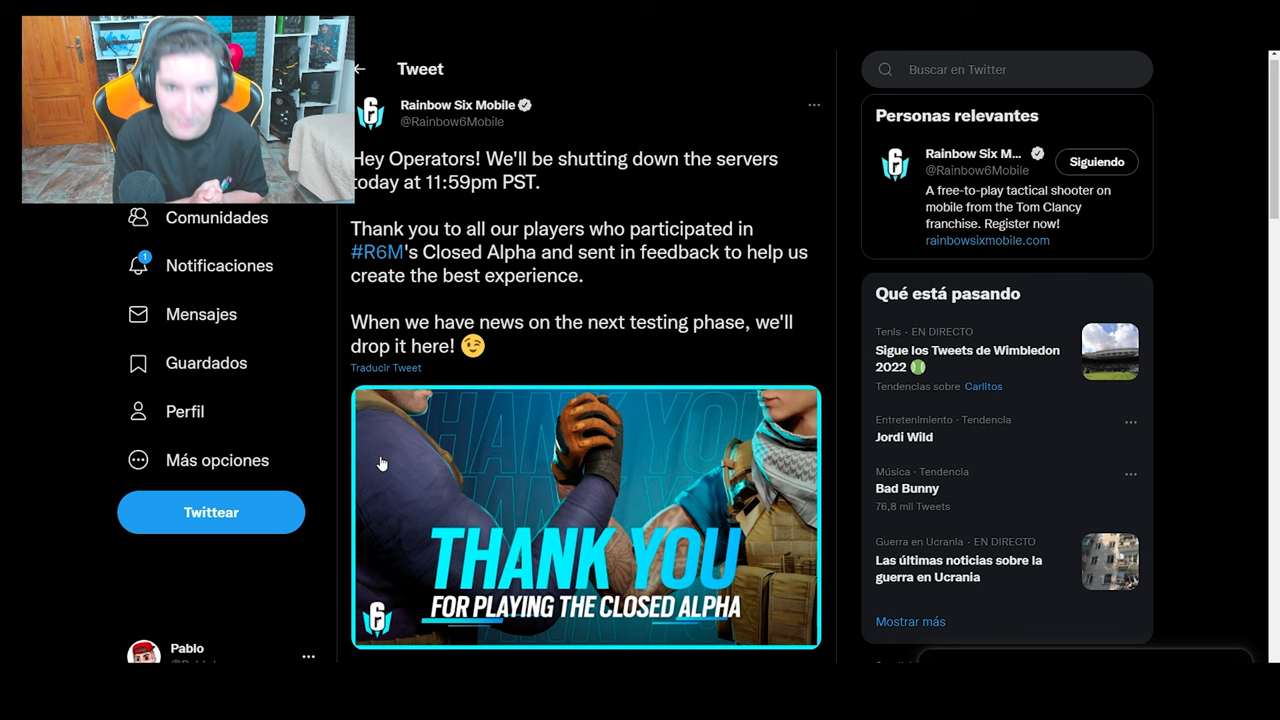 Tweet
Rainbow Six Mobile
@Rainbow6Mobile
Hey Operators! We'll be shutting down the servers
today at 11:59pm PST.
Thank you to all our players who participated in
#R6M's Closed Alpha and sent in feedback to help us
create the best experience.
When we have news on the next testing phase, we'll
drop it here! 😉
Traducir Tweet
THANK YOU
THANK YOU
FOR PLAYING THE CLOSED ALPHA
6
Comunidades
1
Notificaciones
Mensajes
Guardados
Perfil
Más opciones
Twittear
Pablo
Buscar en Twitter
Personas relevantes
Rainbow Six M...
@Rainbow6Mobile
Siguiendo
A free-to-play tactical shooter on
mobile from the Tom Clancy
franchise. Register now!
rainbowsixmobile.com
Qué está pasando
Tenis · EN DIRECTO
Sigue los Tweets de Wimbledon
2022 🎾
Tendencias sobre Carlitos
Entretenimiento · Tendencia
Jordi Wild
Música · Tendencia
Bad Bunny
76,8 mil Tweets
Guerra en Ucrania · EN DIRECTO
Las últimas noticias sobre la
guerra en Ucrania
Mostrar más